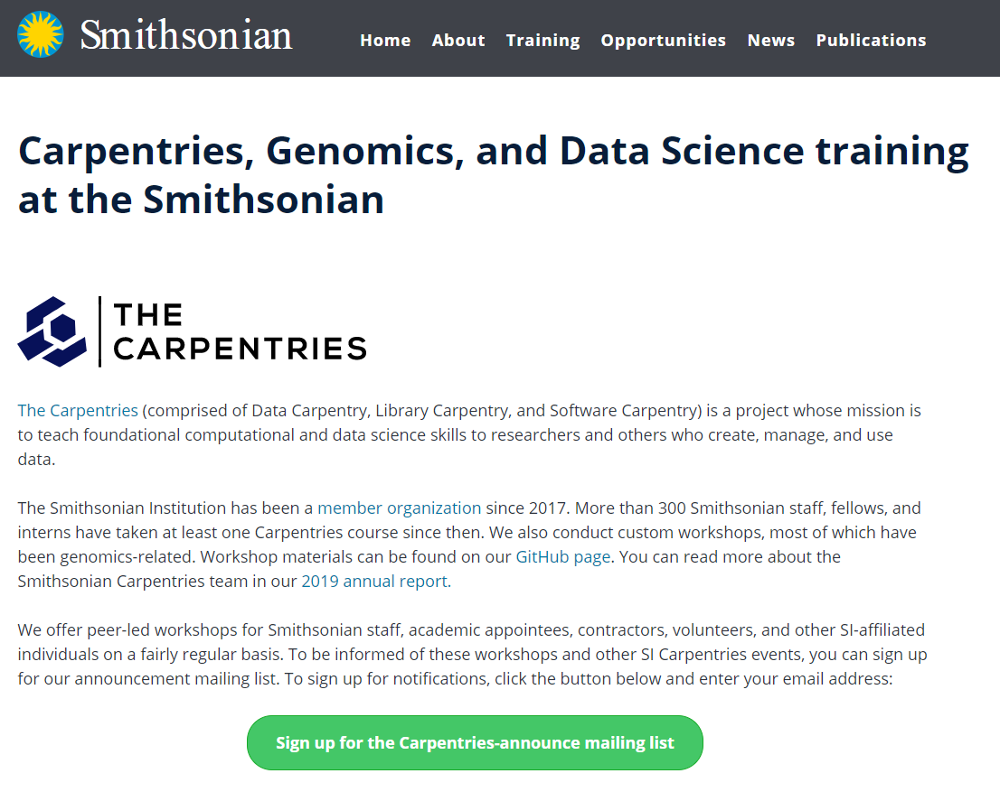 Smithsonian
Home About Training Opportunities News Publications
Carpentries, Genomics, and Data Science training
at the Smithsonian
THE
CARPENTRIES
The Carpentries (comprised of Data Carpentry, Library Carpentry, and Software Carpentry) is a project whose mission is
to teach foundational computational and data science skills to researchers and others who create, manage, and use
data.
The Smithsonian Institution has been a member organization since 2017. More than 300 Smithsonian staff, fellows, and
interns have taken at least one Carpentries course since then. We also conduct custom workshops, most of which have
been genomics-related. Workshop materials can be found on our GitHub page. You can read more about the
Smithsonian Carpentries team in our 2019 annual report.
We offer peer-led workshops for Smithsonian staff, academic appointees, contractors, volunteers, and other SI-affiliated
individuals on a fairly regular basis. To be informed of these workshops and other SI Carpentries events, you can sign up
for our announcement mailing list. To sign up for notifications, click the button below and enter your email address:
Sign up for the Carpentries-announce mailing list